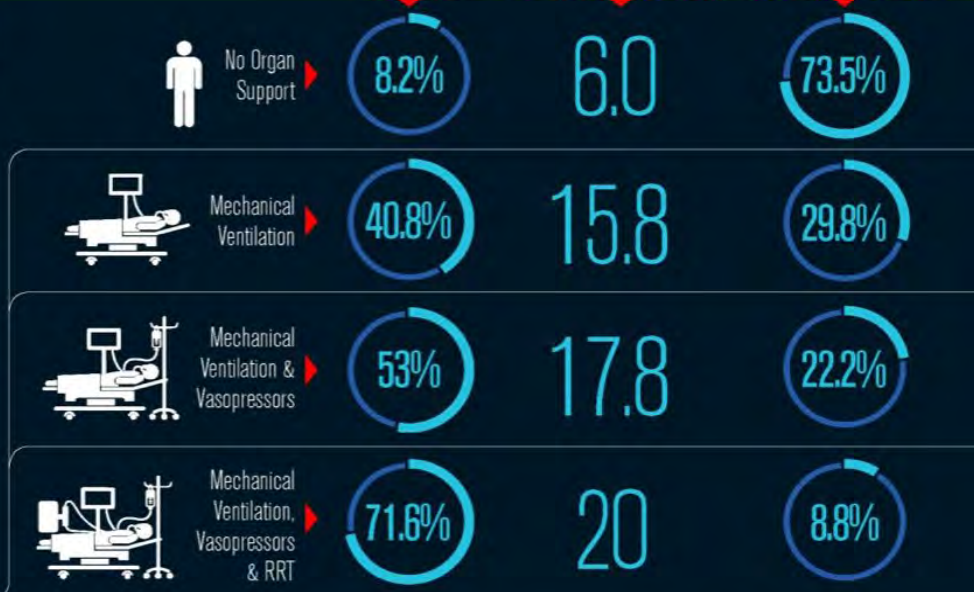 No Organ
Support
8.2%
6.0
73.5%
Mechanical
Ventilation
40.8%
15.8
29.8%
Mechanical
Ventilation &
Vasopressors
53%
17.8
22.2%
Mechanical
Ventilation,
Vasopressors
& RRT
71.6%
20
8.8%